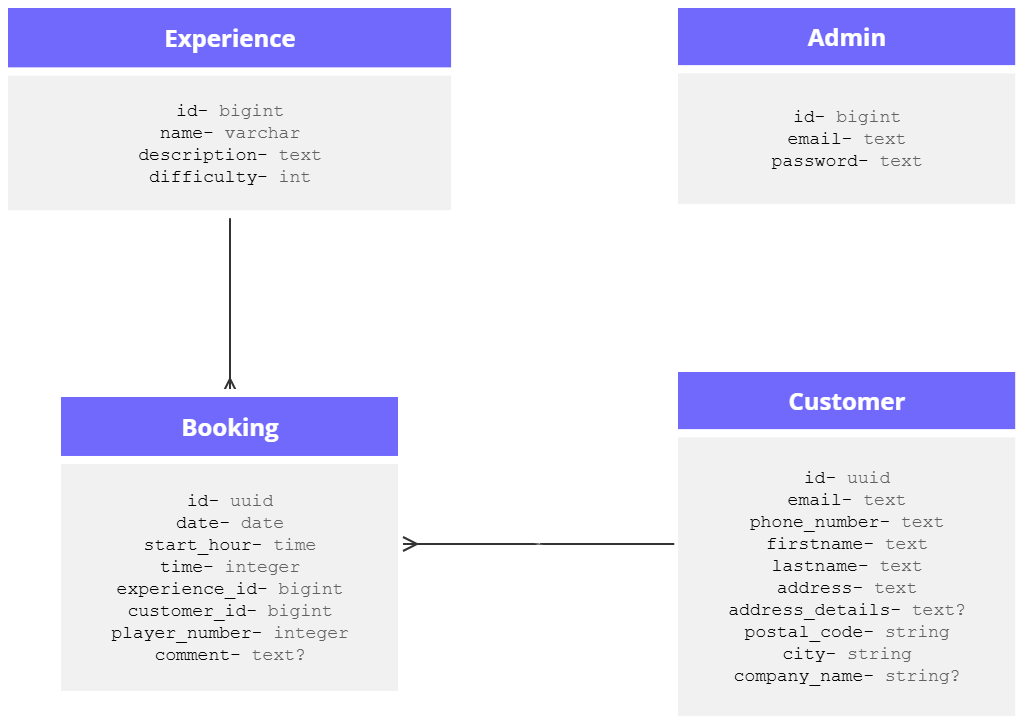 Experience
id- bigint
name- varchar
description- text
difficulty- int
Admin
id- bigint
email- text
password- text
Booking
id- uuid
date- date
start_hour- time
time- integer
experience_id- bigint
customer_id- bigint
player_number- integer
comment- text?
Customer
id- uuid
email- text
phone_number- text
firstname- text
lastname- text
address- text
address_details- text?
postal_code- string
city- string
company_name- string?